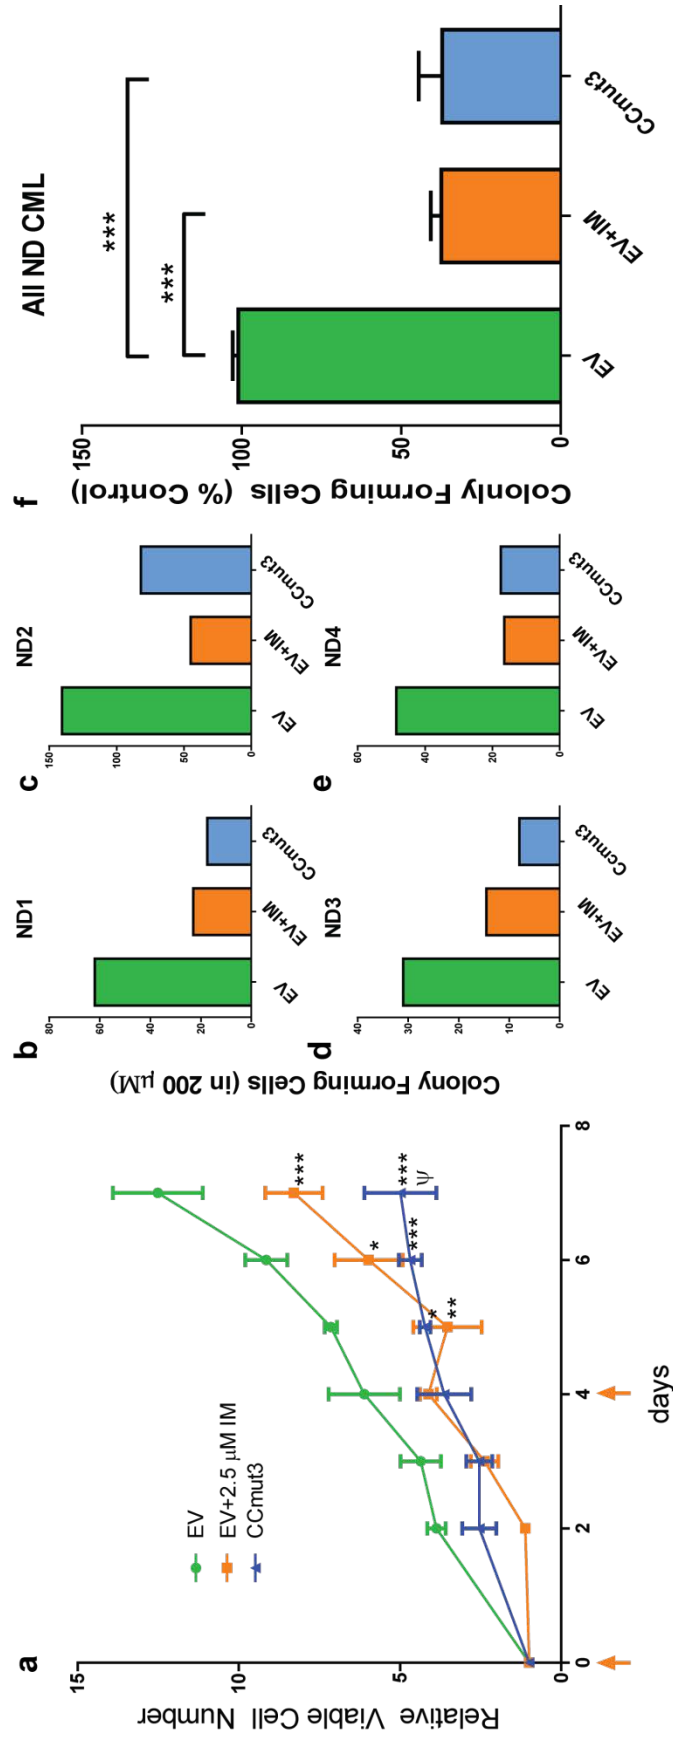 a
Relative Viable Cell Number
15
10
5
0
0
2
4
6
8
days
EV
EV+2.5 μM IM
CCmut3
*
**
*
***
***
***
ψ
b
ND1
80
60
40
20
0
EV
EV+IM
CCmut3
c
ND2
150
100
50
0
EV
EV+IM
CCmut3
Colony Forming Cells (in 200 μM)
d
ND3
40
30
20
10
0
EV
EV+IM
Ccmut3
e
ND4
60
40
20
0
EV
EV+IM
CCmut3
f
All ND CML
Colonly Forming Cells (% Control)
150
100
50
0
***
***
EV
EV+IM
CCmut3